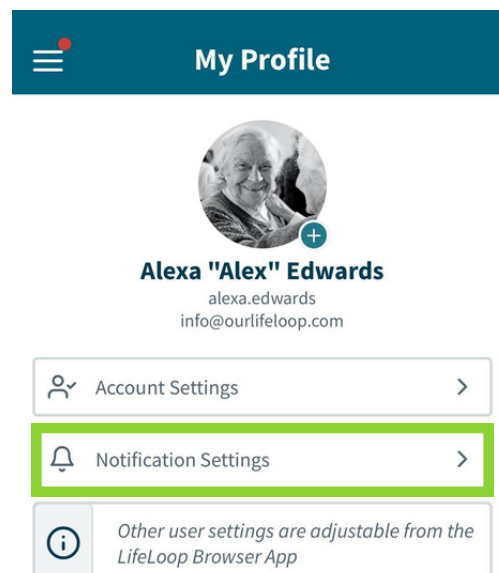 My Profile
Alexa "Alex" Edwards
alexa.edwards
info@ourlifeloop.com
Account Settings
Notification Settings
Other user settings are adjustable from the
LifeLoop Browser App